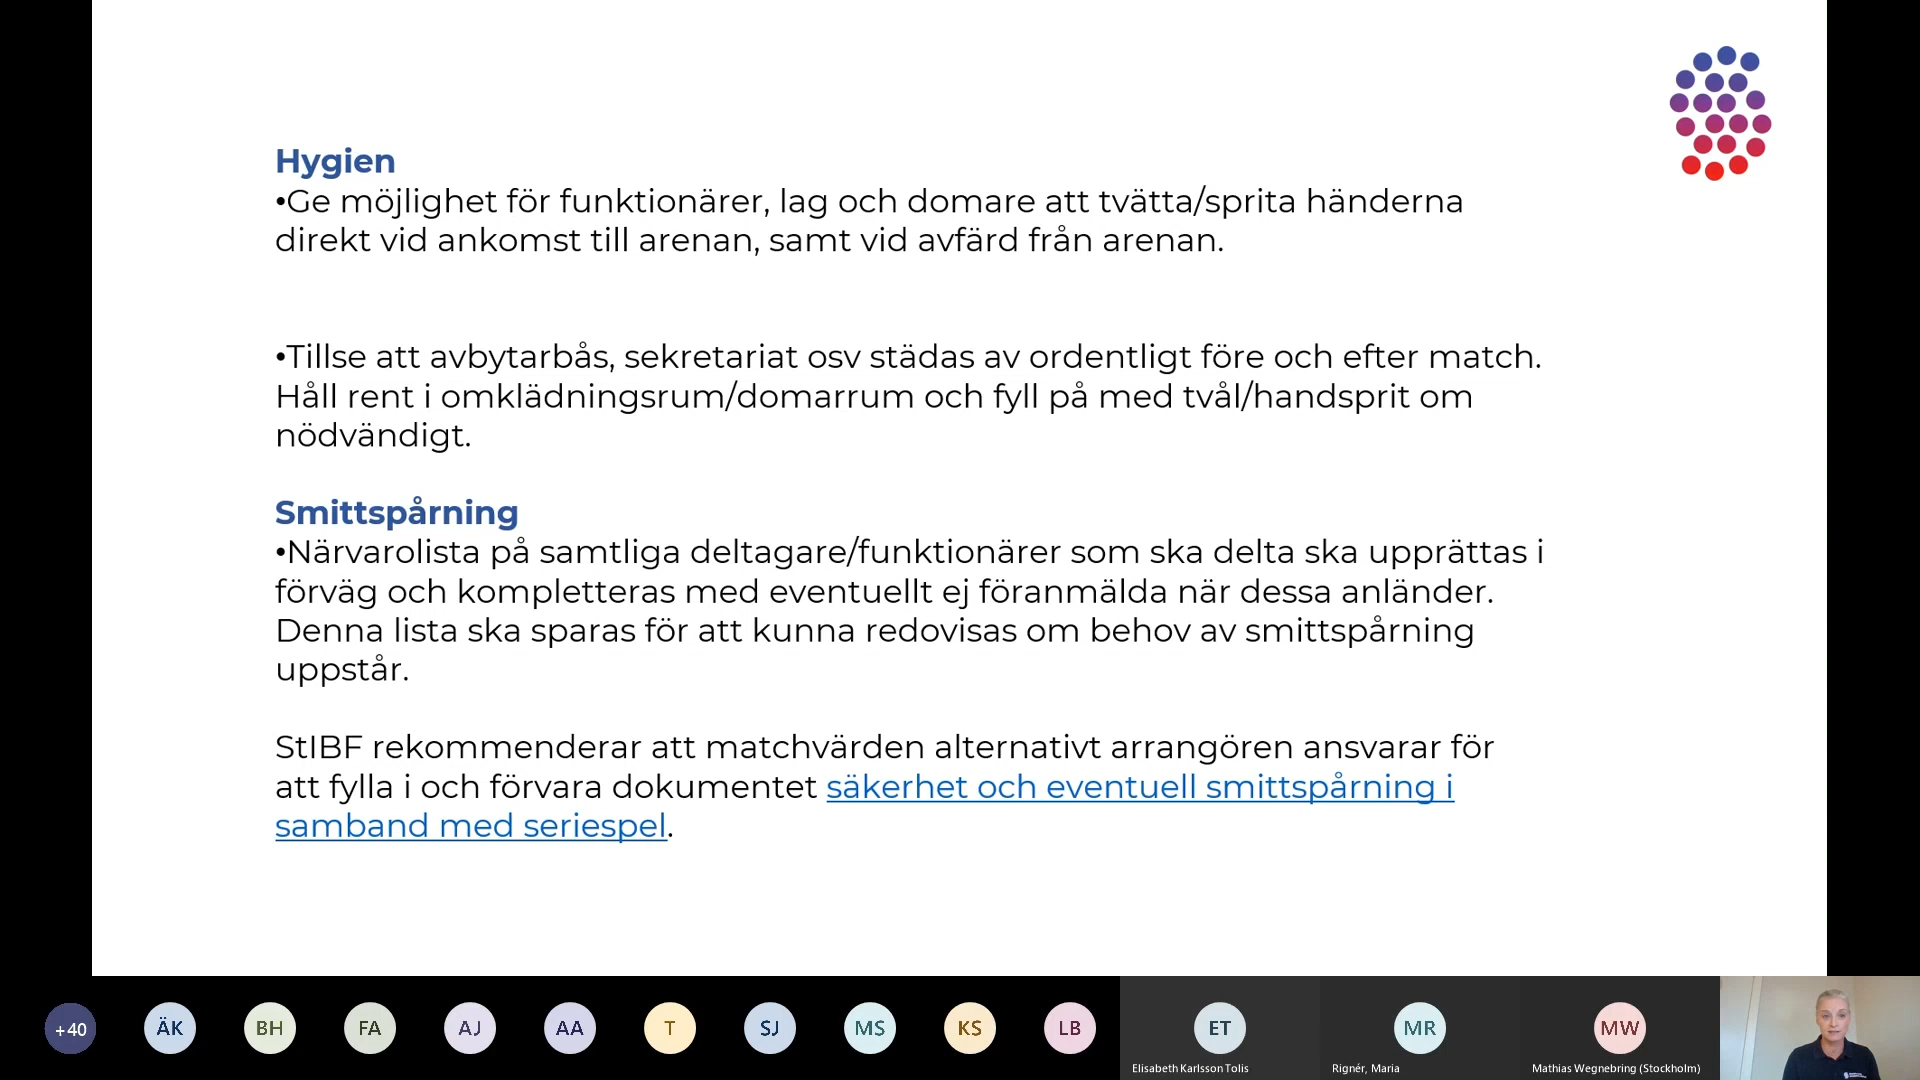 Hygien
•Ge möjlighet för funktionärer, lag och domare att tvätta/sprita händerna
direkt vid ankomst till arenan, samt vid avfärd från arenan.
•Tillse att avbytarbås, sekretariat osv städas av ordentligt före och efter match.
Håll rent i omklädningsrum/domarrum och fyll på med tvål/handsprit om
nödvändigt.
Smittspårning
•Närvarolista på samtliga deltagare/funktionärer som ska delta ska upprättas i
förväg och kompletteras med eventuellt ej föranmälda när dessa anländer.
Denna lista ska sparas för att kunna redovisas om behov av smittspårning
uppstår.
StIBF rekommenderar att matchvärden alternativt arrangören ansvarar för
att fylla i och förvara dokumentet säkerhet och eventuell smittspårning i
samband med seriespel.
+40 ÄK BH FA AJ AA T SJ MS KS LB ET MR MW
Elisabeth Karlsson Tolis Rignér, Maria Mathias Wegnebring (Stockholm)